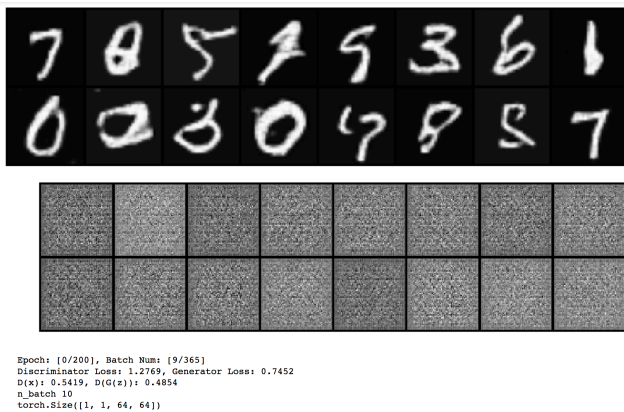 Epoch: [0/200], Batch Num: [9/365]
Discriminator Loss: 1.2769, Generator Loss: 0.7452
D(x): 0.5419, D(G(z)): 0.4854
n_batch 10
torch.Size([1, 1, 64, 64])